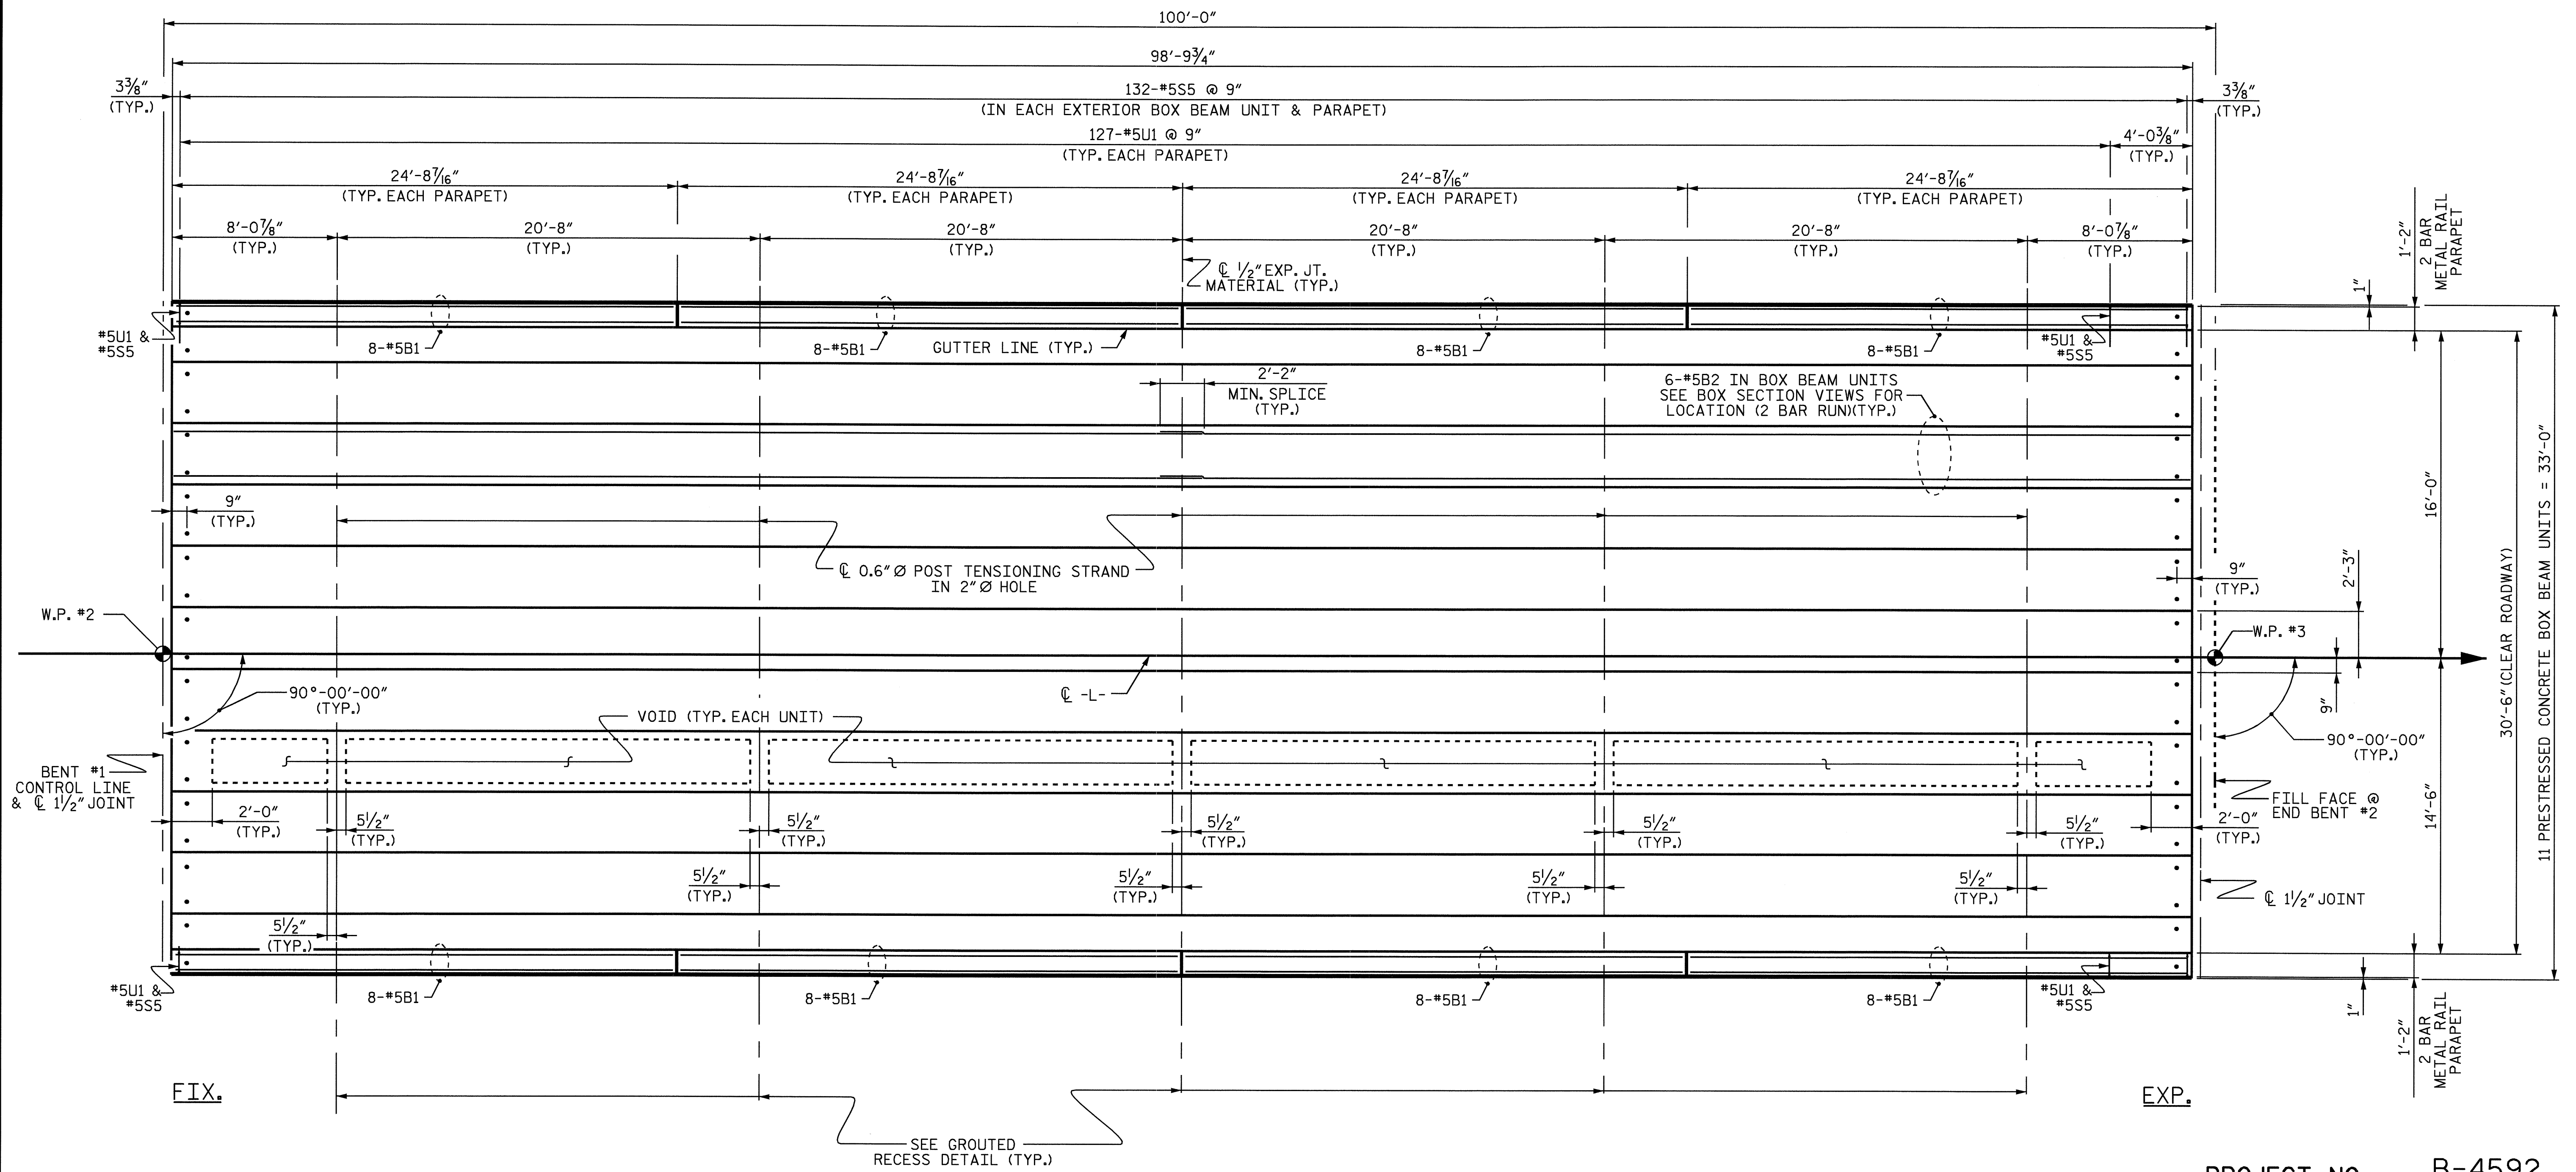 100'-0"
98'-9¾"
3⅜"
(TYP.)
132-#5S5 @ 9"
(IN EACH EXTERIOR BOX BEAM UNIT & PARAPET)
3⅜"
(TYP.)
127-#5U1 @ 9"
(TYP. EACH PARAPET)
4'-0⅜"
(TYP.)
24'-8⁷⁄₁₆"
(TYP. EACH PARAPET)
24'-8⁷⁄₁₆"
(TYP. EACH PARAPET)
24'-8⁷⁄₁₆"
(TYP. EACH PARAPET)
24'-8⁷⁄₁₆"
(TYP. EACH PARAPET)
8'-0⅞"
(TYP.)
20'-8"
(TYP.)
20'-8"
(TYP.)
20'-8"
(TYP.)
20'-8"
(TYP.)
8'-0⅞"
(TYP.)
1'-2"
2 BAR
METAL RAIL
PARAPET
1"
℄ ½" EXP. JT.
MATERIAL (TYP.)
#5U1 &
#5S5
8-#5B1
8-#5B1
GUTTER LINE (TYP.)
8-#5B1
8-#5B1
#5U1 &
#5S5
2'-2"
MIN. SPLICE
(TYP.)
6-#5B2 IN BOX BEAM UNITS
SEE BOX SECTION VIEWS FOR
LOCATION (2 BAR RUN)(TYP.)
9"
(TYP.)
℄ 0.6" Ø POST TENSIONING STRAND
IN 2" Ø HOLE
9"
(TYP.)
16'-0"
2'-3"
30'-6" (CLEAR ROADWAY)
11 PRESTRESSED CONCRETE BOX BEAM UNITS = 33'-0"
W.P. #2
W.P. #3
90°-00'-00"
(TYP.)
℄ -L-
9"
90°-00'-00"
(TYP.)
VOID (TYP. EACH UNIT)
BENT #1
CONTROL LINE
& ℄ 1½" JOINT
FILL FACE @
END BENT #2
14'-6"
2'-0"
(TYP.)
5½"
(TYP.)
5½"
(TYP.)
5½"
(TYP.)
5½"
(TYP.)
5½"
(TYP.)
2'-0"
(TYP.)
5½"
(TYP.)
5½"
(TYP.)
5½"
(TYP.)
5½"
(TYP.)
℄ 1½" JOINT
5½"
(TYP.)
#5U1 &
#5S5
8-#5B1
8-#5B1
8-#5B1
8-#5B1
#5U1 &
#5S5
1"
1'-2"
2 BAR
METAL RAIL
PARAPET
FIX.
EXP.
SEE GROUTED
RECESS DETAIL (TYP.)
PROJECT NO. B-4592